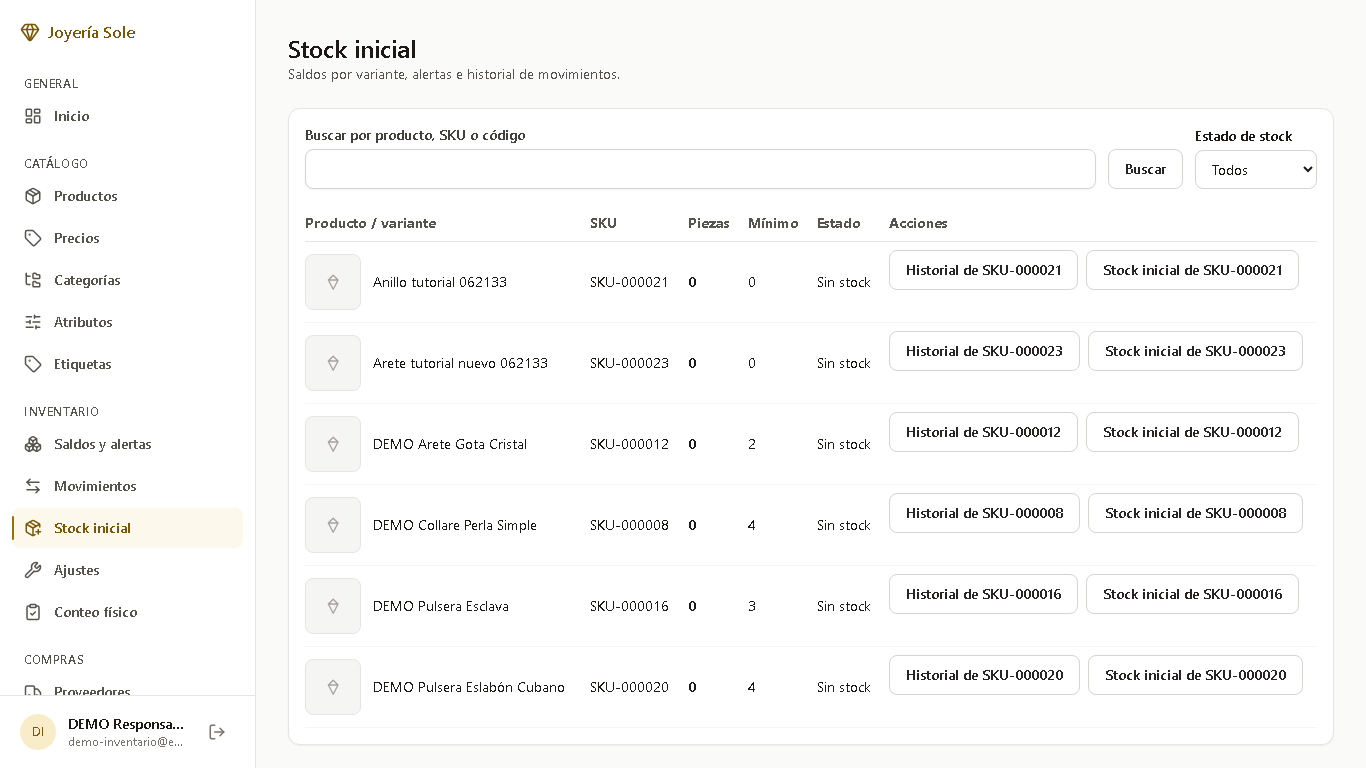 Joyería Sole
GENERAL
Inicio
CATÁLOGO
Productos
Precios
Categorías
Atributos
Etiquetas
INVENTARIO
Saldos y alertas
Movimientos
Stock inicial
Ajustes
Conteo físico
COMPRAS
Proveedores
DI
DEMO Responsa...
demo-inventario@e...
Stock inicial
Saldos por variante, alertas e historial de movimientos.
Buscar por producto, SKU o código
Buscar
Estado de stock
Todos
Producto / variante SKU Piezas Mínimo Estado Acciones
Anillo tutorial 062133 SKU-000021 0 0 Sin stock Historial de SKU-000021 Stock inicial de SKU-000021
Arete tutorial nuevo 062133 SKU-000023 0 0 Sin stock Historial de SKU-000023 Stock inicial de SKU-000023
DEMO Arete Gota Cristal SKU-000012 0 2 Sin stock Historial de SKU-000012 Stock inicial de SKU-000012
DEMO Collare Perla Simple SKU-000008 0 4 Sin stock Historial de SKU-000008 Stock inicial de SKU-000008
DEMO Pulsera Esclava SKU-000016 0 3 Sin stock Historial de SKU-000016 Stock inicial de SKU-000016
DEMO Pulsera Eslabón Cubano SKU-000020 0 4 Sin stock Historial de SKU-000020 Stock inicial de SKU-000020